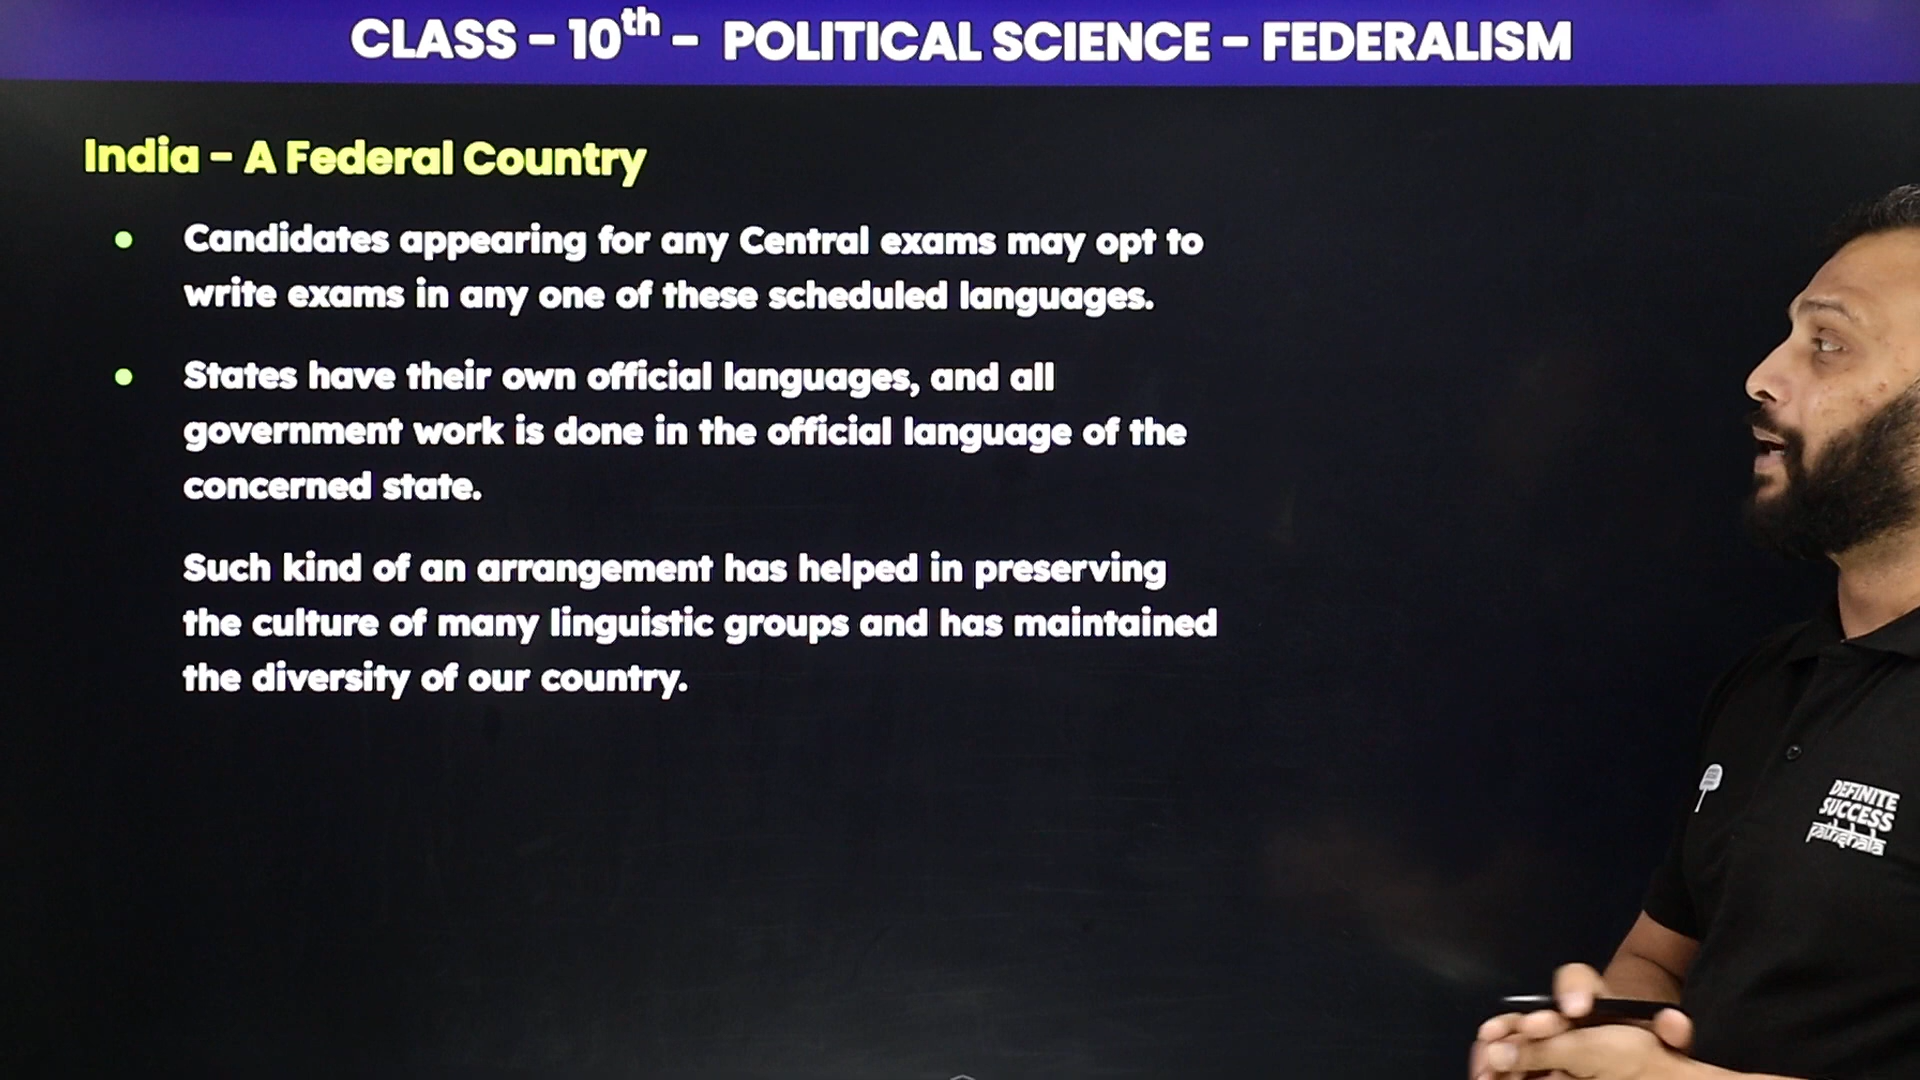 CLASS – 10th – POLITICAL SCIENCE – FEDERALISM
India – A Federal Country
• Candidates appearing for any Central exams may opt to
write exams in any one of these scheduled languages.
• States have their own official languages, and all
government work is done in the official language of the
concerned state.
Such kind of an arrangement has helped in preserving
the culture of many linguistic groups and has maintained
the diversity of our country.
DEFINITE
SUCCESS
pathshala